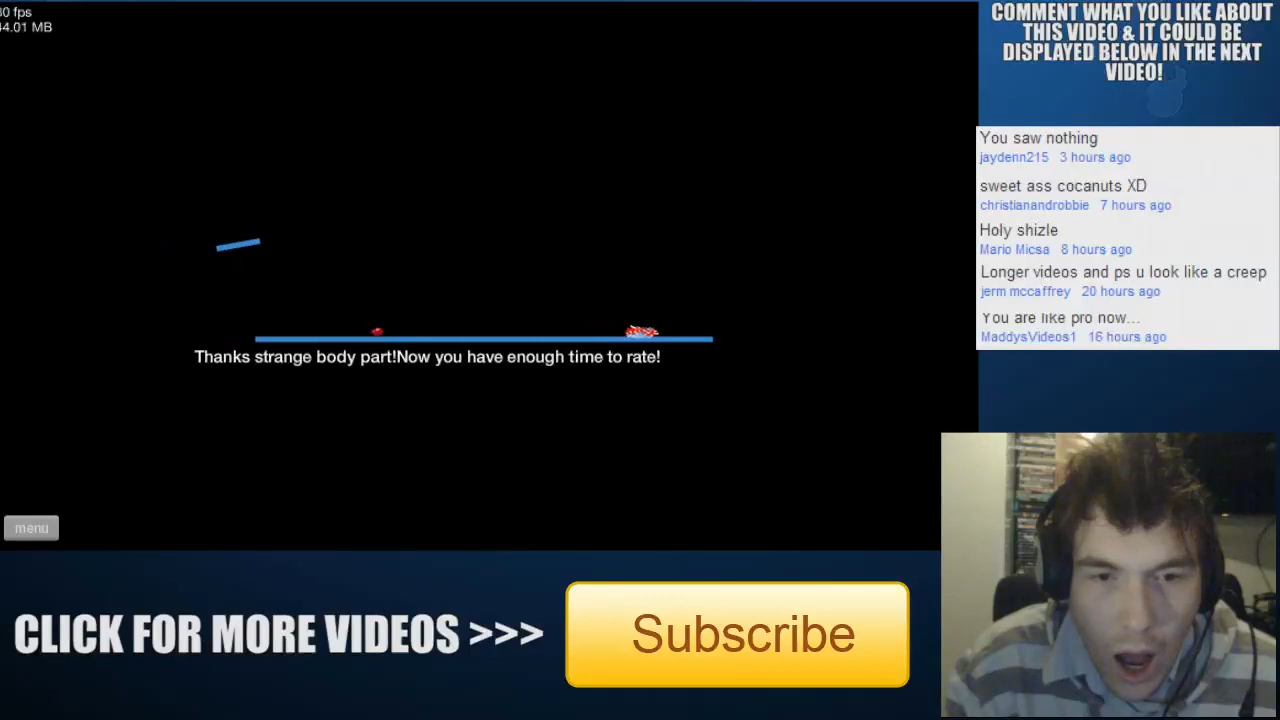 30 fps
44.01 MB
COMMENT WHAT YOU LIKE ABOUT
THIS VIDEO & IT COULD BE
DISPLAYED BELOW IN THE NEXT
VIDEO!
You saw nothing
jaydenn215 3 hours ago
sweet ass cocanuts XD
christianandrobbie 7 hours ago
Holy shizle
Mario Micsa 8 hours ago
Longer videos and ps u look like a creep
jerm mccaffrey 20 hours ago
You are like pro now...
MaddysVideos1 16 hours ago
Thanks strange body part!Now you have enough time to rate!
menu
CLICK FOR MORE VIDEOS >>>
Subscribe